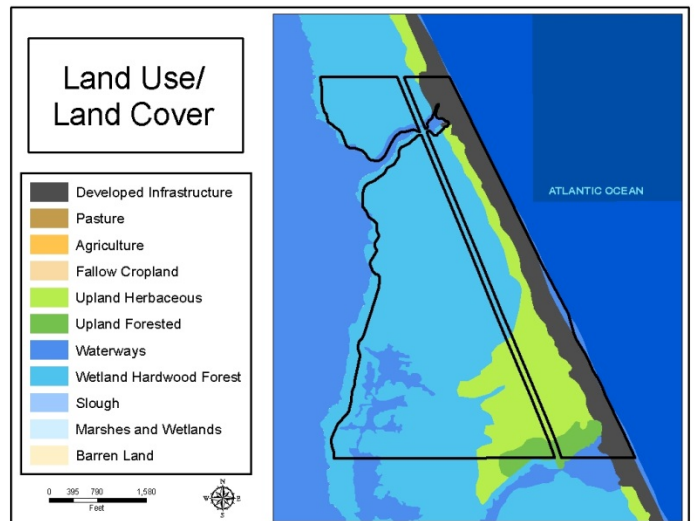 Land Use/
Land Cover
Developed Infrastructure
Pasture
Agriculture
Fallow Cropland
Upland Herbaceous
Upland Forested
Waterways
Wetland Hardwood Forest
Slough
Marshes and Wetlands
Barren Land
0 395 790 1,580
Feet
N
W E
S
ATLANTIC OCEAN